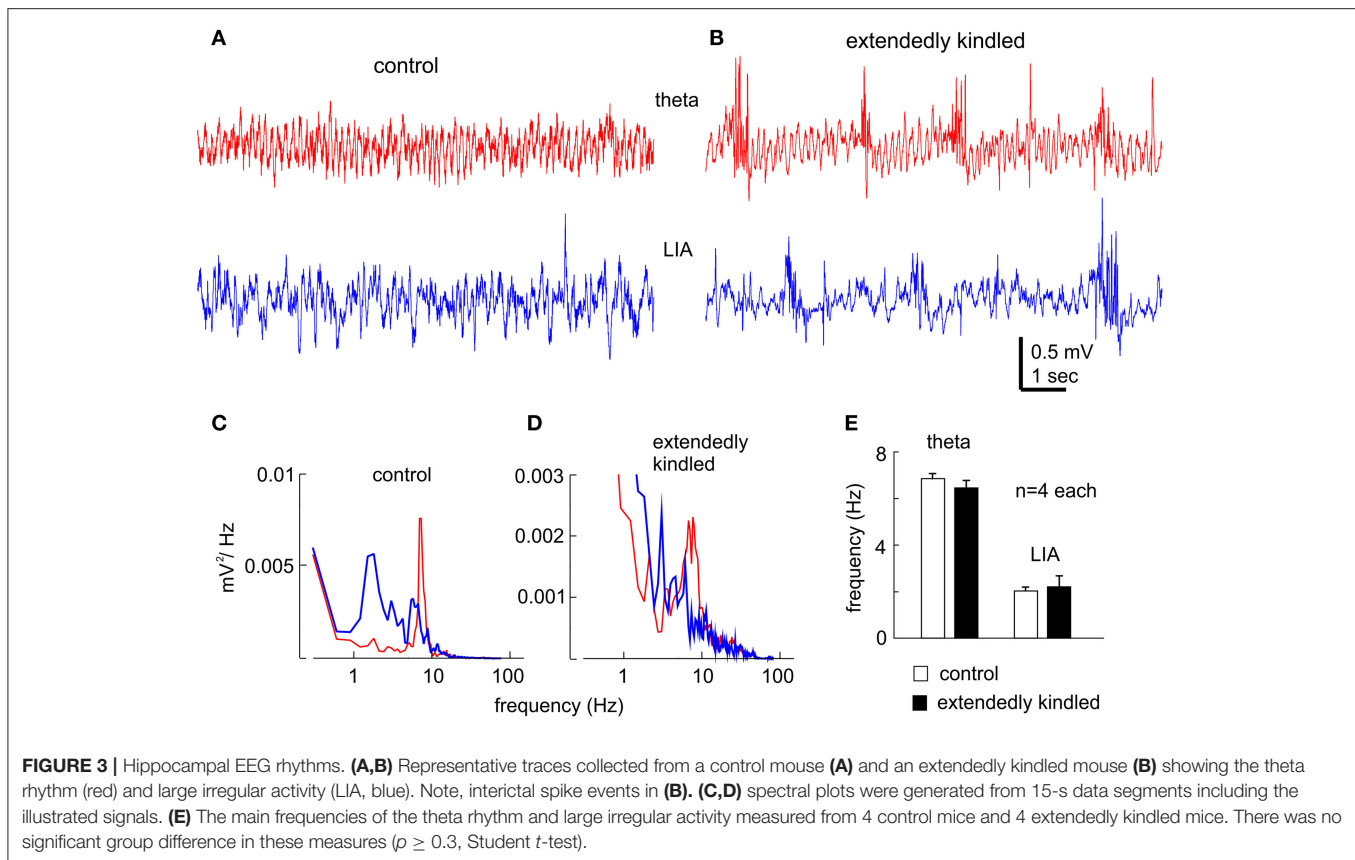 A
B
control
extendedly kindled
theta
LIA
0.5 mV
1 sec
C
D
E
control
extendedly
kindled
theta
n=4 each
LIA
0.01
0.005
mV²/ Hz
1
10
100
0.003
0.002
0.001
1
10
100
frequency (Hz)
8
4
0
frequency (Hz)
control
extendedly kindled
FIGURE 3 | Hippocampal EEG rhythms. (A,B) Representative traces collected from a control mouse (A) and an extendedly kindled mouse (B) showing the theta
rhythm (red) and large irregular activity (LIA, blue). Note, interictal spike events in (B). (C,D) spectral plots were generated from 15-s data segments including the
illustrated signals. (E) The main frequencies of the theta rhythm and large irregular activity measured from 4 control mice and 4 extendedly kindled mice. There was no
significant group difference in these measures (p ≥ 0.3, Student t-test).